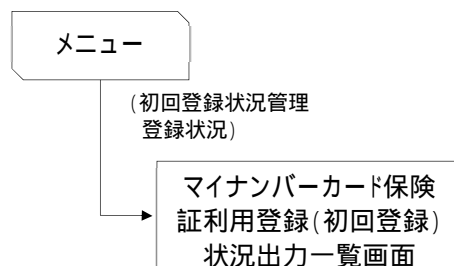 メニュー
(初回登録状況管理
登録状況)
マイナンバーカード保険
証利用登録(初回登録)
状況出力一覧画面